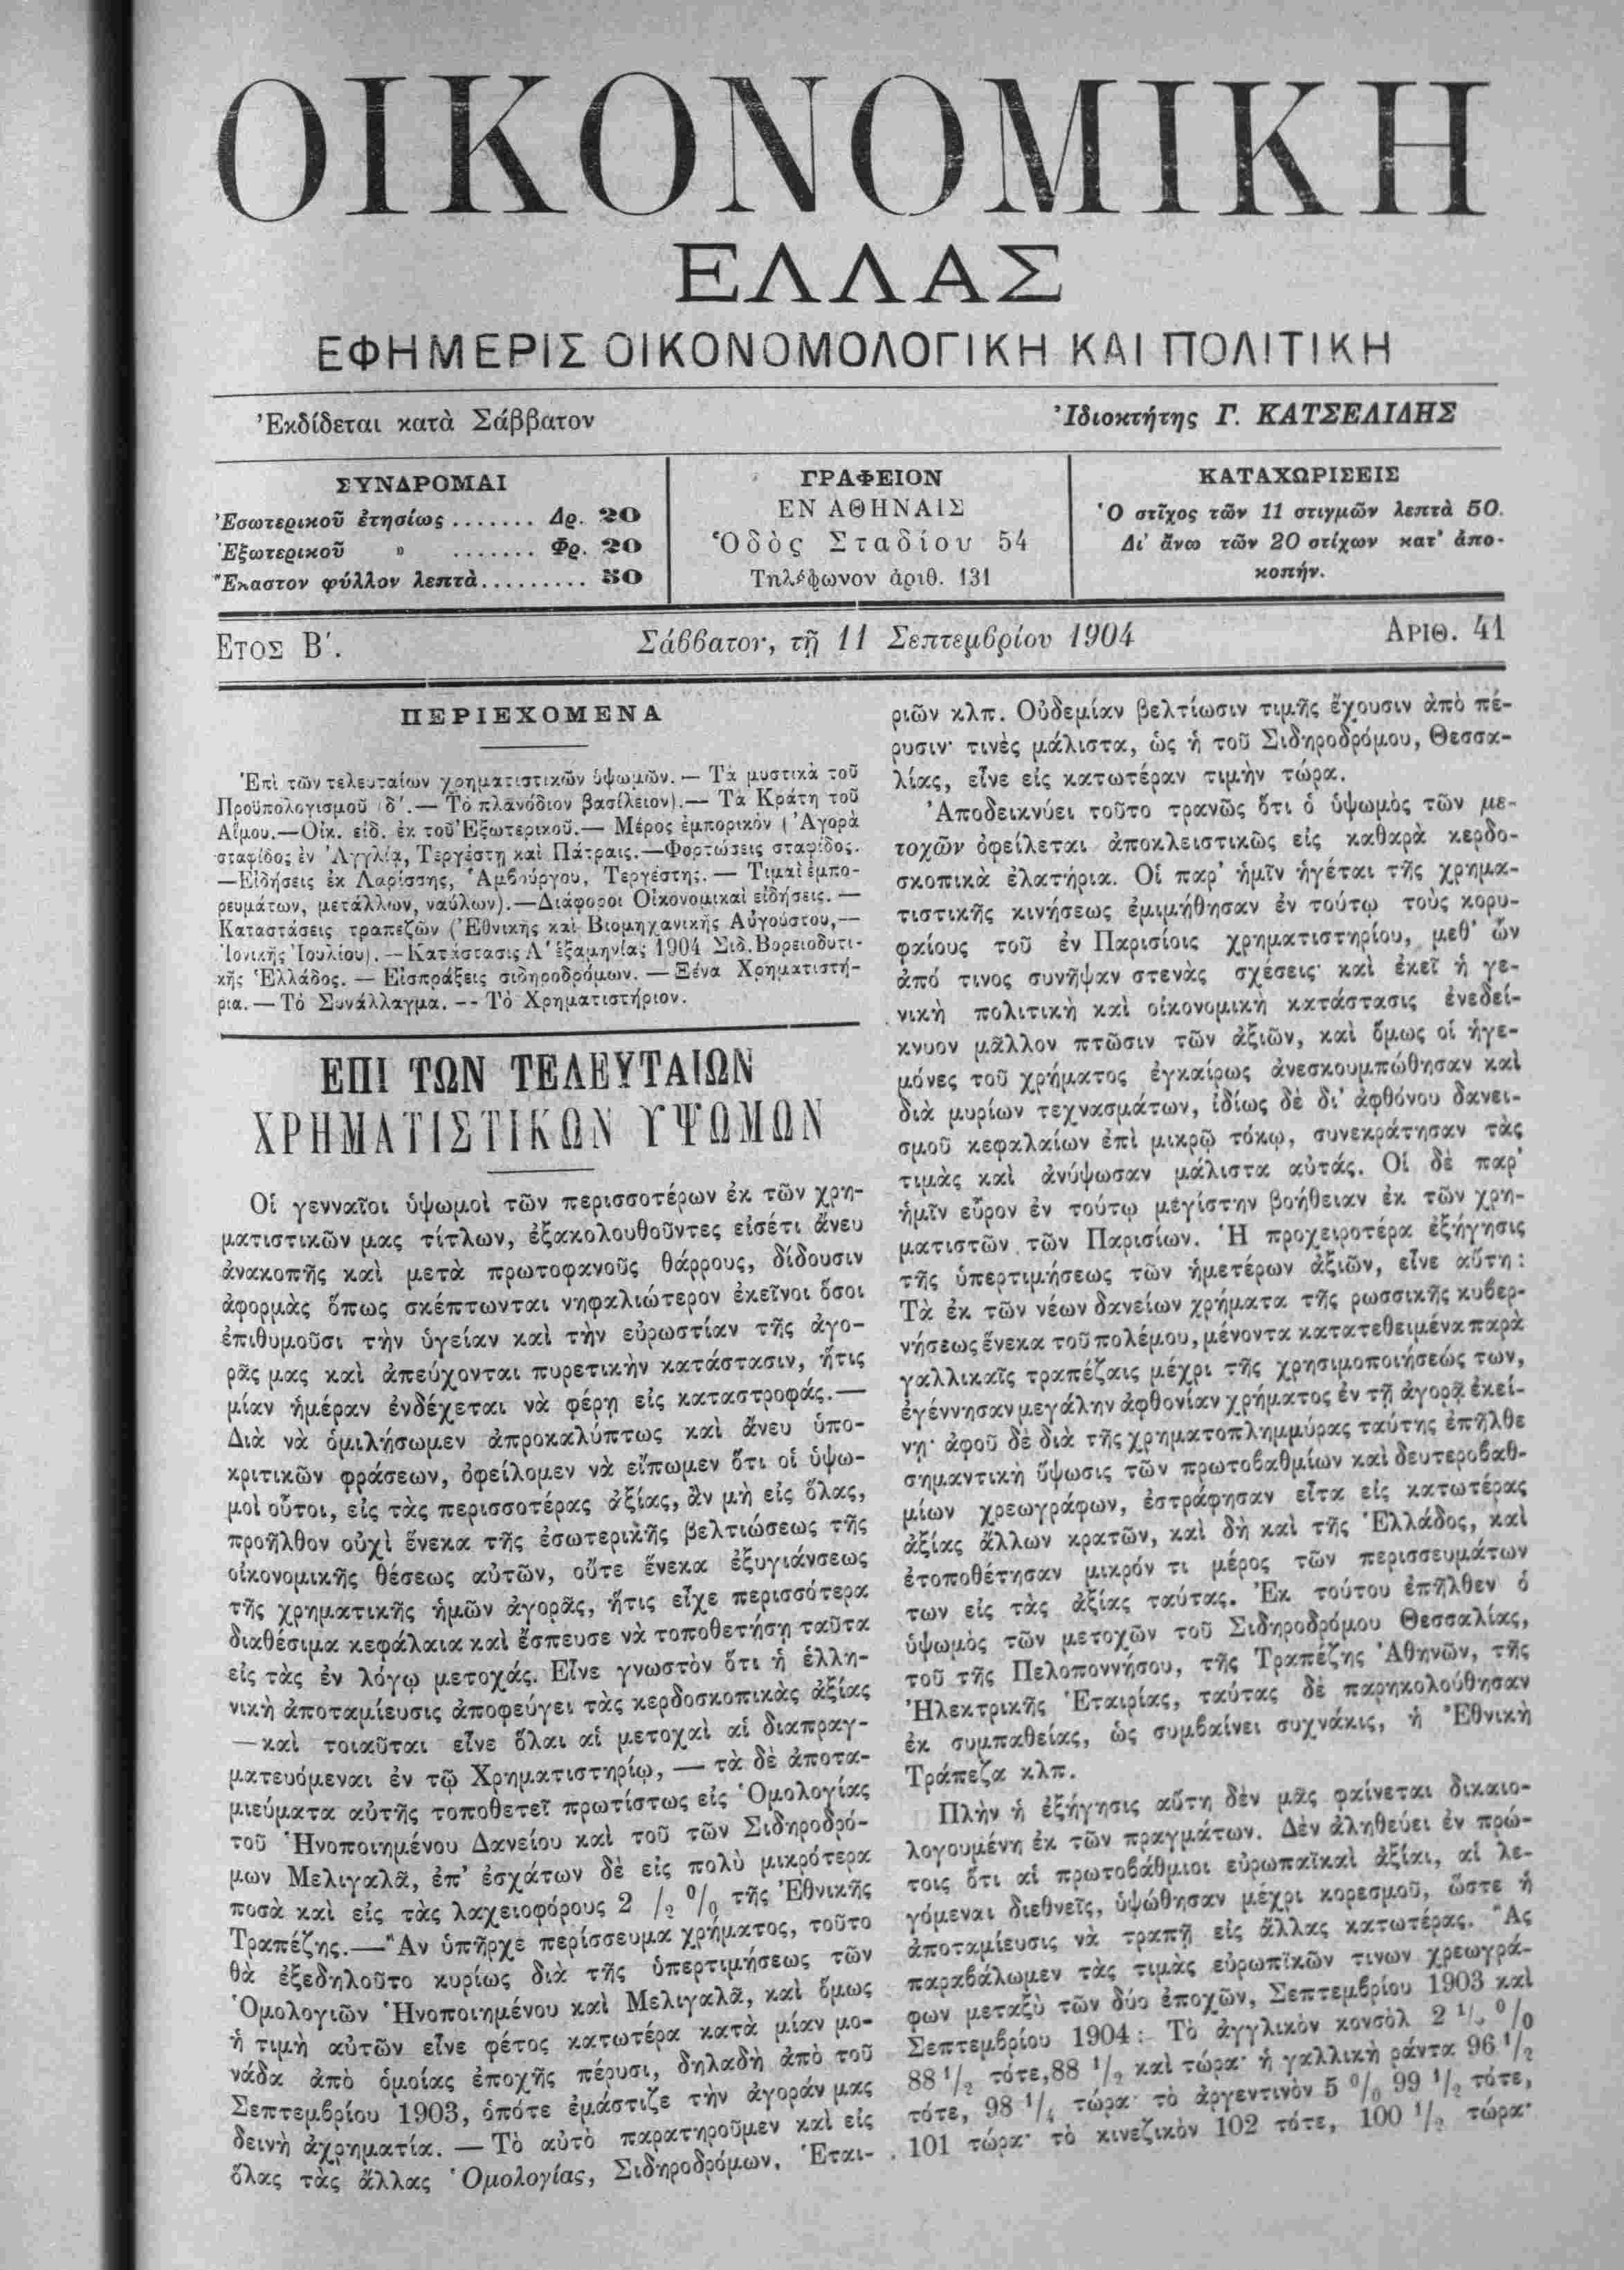 ΟΙΚΟΝΟΜΙΚΗ
ΕΛΛΑΣ
ΕΦΗΜΕΡΙΣ ΟΙΚΟΝΟΜΟΛΟΓΙΚΗ ΚΑΙ ΠΟΛΙΤΙΚΗ
Ἐκδίδεται κατὰ Σάββατον
Ἰδιοκτήτης Γ. ΚΑΤΣΕΛΙΔΗΣ
ΣΥΝΔΡΟΜΑΙ
Ἐσωτερικοῦ ἐτησίως ....... Δρ. 20
Ἐξωτερικοῦ » ....... Φρ. 20
Ἕκαστον φύλλον λεπτὰ......... 50
ΓΡΑΦΕΙΟΝ
ΕΝ ΑΘΗΝΑΙΣ
Ὁδὸς Σταδίου 54
Τηλέφωνον ἀριθ. 131
ΚΑΤΑΧΩΡΙΣΕΙΣ
Ὁ στῖχος τῶν 11 στιγμῶν λεπτὰ 50.
Δι' ἄνω τῶν 20 στίχων κατ' ἀπο-
κοπήν.
ΕΤΟΣ Β΄.
Σάββατον, τῇ 11 Σεπτεμβρίου 1904
ΑΡΙΘ. 41
ΠΕΡΙΕΧΟΜΕΝΑ
Ἐπὶ τῶν τελευταίων χρηματιστικῶν ὑψωμῶν. — Τὰ μυστικὰ τοῦ
Προϋπολογισμοῦ (δ'.— Τὸ πλανόδιον βασίλειον).— Τὰ Κράτη τοῦ
Αἵμου.—Οἰκ. εἰδ. ἐκ τοῦ Ἐξωτερικοῦ.— Μέρος ἐμπορικόν (Ἀγορὰ
σταφίδος ἐν Ἀγγλίᾳ, Τεργέστῃ καὶ Πάτραις.—Φορτώσεις σταφίδος.
—Εἰδήσεις ἐκ Λαρίσσης, Ἀμβούργου, Τεργέστης. — Τιμαὶ ἐμπο-
ρευμάτων, μετάλλων, ναύλων).—Διάφοροι Οἰκονομικαὶ εἰδήσεις. —
Καταστάσεις τραπεζῶν (Ἐθνικῆς καὶ Βιομηχανικῆς Αὐγούστου,—
Ἰονικῆς Ἰουλίου). — Κατάστασις Α' ἑξαμηνίας 1904 Σιδ. Βορειοδυτι-
κῆς Ἑλλάδος. — Εἰσπράξεις σιδηροδρόμων. — Ξένα Χρηματιστή-
ρια. — Τὸ Συνάλλαγμα. -- Τὸ Χρηματιστήριον.
ΕΠΙ ΤΩΝ ΤΕΛΕΥΤΑΙΩΝ
ΧΡΗΜΑΤΙΣΤΙΚΩΝ ΥΨΩΜΩΝ
Οἱ γενναῖοι ὑψωμοὶ τῶν περισσοτέρων ἐκ τῶν χρη-
ματιστικῶν μας τίτλων, ἐξακολουθοῦντες εἰσέτι ἄνευ
ἀνακοπῆς καὶ μετὰ πρωτοφανοῦς θάρρους, δίδουσιν
ἀφορμὰς ὅπως σκέπτωνται νηφαλιώτερον ἐκεῖνοι ὅσοι
ἐπιθυμοῦσι τὴν ὑγείαν καὶ τὴν εὐρωστίαν τῆς ἀγο-
ρᾶς μας καὶ ἀπεύχονται πυρετικὴν κατάστασιν, ἥτις
μίαν ἡμέραν ἐνδέχεται νὰ φέρῃ εἰς καταστροφάς.—
Διὰ νὰ ὁμιλήσωμεν ἀπροκαλύπτως καὶ ἄνευ ὑπο-
κριτικῶν φράσεων, ὀφείλομεν νὰ εἴπωμεν ὅτι οἱ ὑψω-
μοὶ οὗτοι, εἰς τὰς περισσοτέρας ἀξίας, ἂν μὴ εἰς ὅλας,
προῆλθον οὐχὶ ἕνεκα τῆς ἐσωτερικῆς βελτιώσεως τῆς
οἰκονομικῆς θέσεως αὐτῶν, οὔτε ἕνεκα ἐξυγιάνσεως
τῆς χρηματικῆς ἡμῶν ἀγορᾶς, ἥτις εἶχε περισσότερα
διαθέσιμα κεφάλαια καὶ ἔσπευσε νὰ τοποθετήσῃ ταῦτα
εἰς τὰς ἐν λόγῳ μετοχάς. Εἶνε γνωστὸν ὅτι ἡ ἑλλη-
νικὴ ἀποταμίευσις ἀποφεύγει τὰς κερδοσκοπικὰς ἀξίας
—καὶ τοιαῦται εἶνε ὅλαι αἱ μετοχαὶ αἱ διαπραγ-
ματευόμεναι ἐν τῷ Χρηματιστηρίῳ, — τὰ δὲ ἀποτα-
μιεύματα αὐτῆς τοποθετεῖ πρωτίστως εἰς Ὁμολογίας
τοῦ Ἡνοποιημένου Δανείου καὶ τοῦ τῶν Σιδηροδρό-
μων Μελιγαλᾶ, ἐπ' ἐσχάτων δὲ εἰς πολὺ μικρότερα
ποσὰ καὶ εἰς τὰς λαχειοφόρους 2 /₂ ⁰/₀ τῆς Ἐθνικῆς
Τραπέζης.—Ἂν ὑπῆρχε περίσσευμα χρήματος, τοῦτο
θὰ ἐξεδηλοῦτο κυρίως διὰ τῆς ὑπερτιμήσεως τῶν
Ὁμολογιῶν Ἡνοποιημένου καὶ Μελιγαλᾶ, καὶ ὅμως
ἡ τιμὴ αὐτῶν εἶνε φέτος κατωτέρα κατὰ μίαν μο-
νάδα ἀπὸ ὁμοίας ἐποχῆς πέρυσι, δηλαδὴ ἀπὸ τοῦ
Σεπτεμβρίου 1903, ὁπότε ἐμάστιζε τὴν ἀγοράν μας
δεινὴ ἀχρηματία. — Τὸ αὐτὸ παρατηροῦμεν καὶ εἰς
ὅλας τὰς ἄλλας Ὁμολογίας, Σιδηροδρόμων, Ἑται-
ριῶν κλπ. Οὐδεμίαν βελτίωσιν τιμῆς ἔχουσιν ἀπὸ πέ-
ρυσιν· τινὲς μάλιστα, ὡς ἡ τοῦ Σιδηροδρόμου, Θεσσα-
λίας, εἶνε εἰς κατωτέραν τιμὴν τώρα.
Ἀποδεικνύει τοῦτο τρανῶς ὅτι ὁ ὑψωμὸς τῶν με-
τοχῶν ὀφείλεται ἀποκλειστικῶς εἰς καθαρὰ κερδο-
σκοπικὰ ἐλατήρια. Οἱ παρ' ἡμῖν ἡγέται τῆς χρημα-
τιστικῆς κινήσεως ἐμιμήθησαν ἐν τούτῳ τοὺς κορυ-
φαίους τοῦ ἐν Παρισίοις χρηματιστηρίου, μεθ' ὧν
ἀπό τινος συνῆψαν στενὰς σχέσεις· καὶ ἐκεῖ ἡ γε-
νικὴ πολιτικὴ καὶ οἰκονομικὴ κατάστασις ἐνεδεί-
κνυον μᾶλλον πτῶσιν τῶν ἀξιῶν, καὶ ὅμως οἱ ἡγε-
μόνες τοῦ χρήματος ἐγκαίρως ἀνεσκουμπώθησαν καὶ
διὰ μυρίων τεχνασμάτων, ἰδίως δὲ δι' ἀφθόνου δανει-
σμοῦ κεφαλαίων ἐπὶ μικρῷ τόκῳ, συνεκράτησαν τὰς
τιμὰς καὶ ἀνύψωσαν μάλιστα αὐτάς. Οἱ δὲ παρ'
ἡμῖν εὗρον ἐν τούτῳ μεγίστην βοήθειαν ἐκ τῶν χρη-
ματιστῶν τῶν Παρισίων. Ἡ προχειροτέρα ἐξήγησις
τῆς ὑπερτιμήσεως τῶν ἡμετέρων ἀξιῶν, εἶνε αὕτη:
Τὰ ἐκ τῶν νέων δανείων χρήματα τῆς ρωσσικῆς κυβερ-
νήσεως ἕνεκα τοῦ πολέμου, μένοντα κατατεθειμένα παρὰ
γαλλικαῖς τραπέζαις μέχρι τῆς χρησιμοποιήσεώς των,
ἐγέννησαν μεγάλην ἀφθονίαν χρήματος ἐν τῇ ἀγορᾷ ἐκεί-
νῃ· ἀφοῦ δὲ διὰ τῆς χρηματοπλημμύρας ταύτης ἐπῆλθε
σημαντικὴ ὕψωσις τῶν πρωτοβαθμίων καὶ δευτεροβαθ-
μίων χρεωγράφων, ἐστράφησαν εἶτα εἰς κατωτέρας
ἀξίας ἄλλων κρατῶν, καὶ δὴ καὶ τῆς Ἑλλάδος, καὶ
ἐτοποθέτησαν μικρόν τι μέρος τῶν περισσευμάτων
των εἰς τὰς ἀξίας ταύτας. Ἐκ τούτου ἐπῆλθεν ὁ
ὑψωμὸς τῶν μετοχῶν τοῦ Σιδηροδρόμου Θεσσαλίας,
τοῦ τῆς Πελοποννήσου, τῆς Τραπέζης Ἀθηνῶν, τῆς
Ἠλεκτρικῆς Ἑταιρίας, ταύτας δὲ παρηκολούθησαν
ἐκ συμπαθείας, ὡς συμβαίνει συχνάκις, ἡ Ἐθνικὴ
Τράπεζα κλπ.
Πλὴν ἡ ἐξήγησις αὕτη δὲν μᾶς φαίνεται δικαιο-
λογουμένη ἐκ τῶν πραγμάτων. Δὲν ἀληθεύει ἐν πρώ-
τοις ὅτι αἱ πρωτοβάθμιοι εὐρωπαϊκαὶ ἀξίαι, αἱ λε-
γόμεναι διεθνεῖς, ὑψώθησαν μέχρι κορεσμοῦ, ὥστε ἡ
ἀποταμίευσις νὰ τραπῇ εἰς ἄλλας κατωτέρας. Ἂς
παραβάλωμεν τὰς τιμὰς εὐρωπϊκῶν τινων χρεωγρά-
φων μεταξὺ τῶν δύο ἐποχῶν, Σεπτεμβρίου 1903 καὶ
Σεπτεμβρίου 1904: Τὸ ἀγγλικὸν κονσὸλ 2 ¹/₂ ⁰/₀
88 ¹/₂ τότε, 88 ¹/₂ καὶ τώρα· ἡ γαλλικὴ ράντα 96 ¹/₂
τότε, 98 ¹/₄ τώρα· τὸ ἀργεντινὸν 5 ⁰/₀ 99 ¹/₂ τότε,
101 τώρα· τὸ κινεζικὸν 102 τότε, 100 ¹/₂ τώρα·